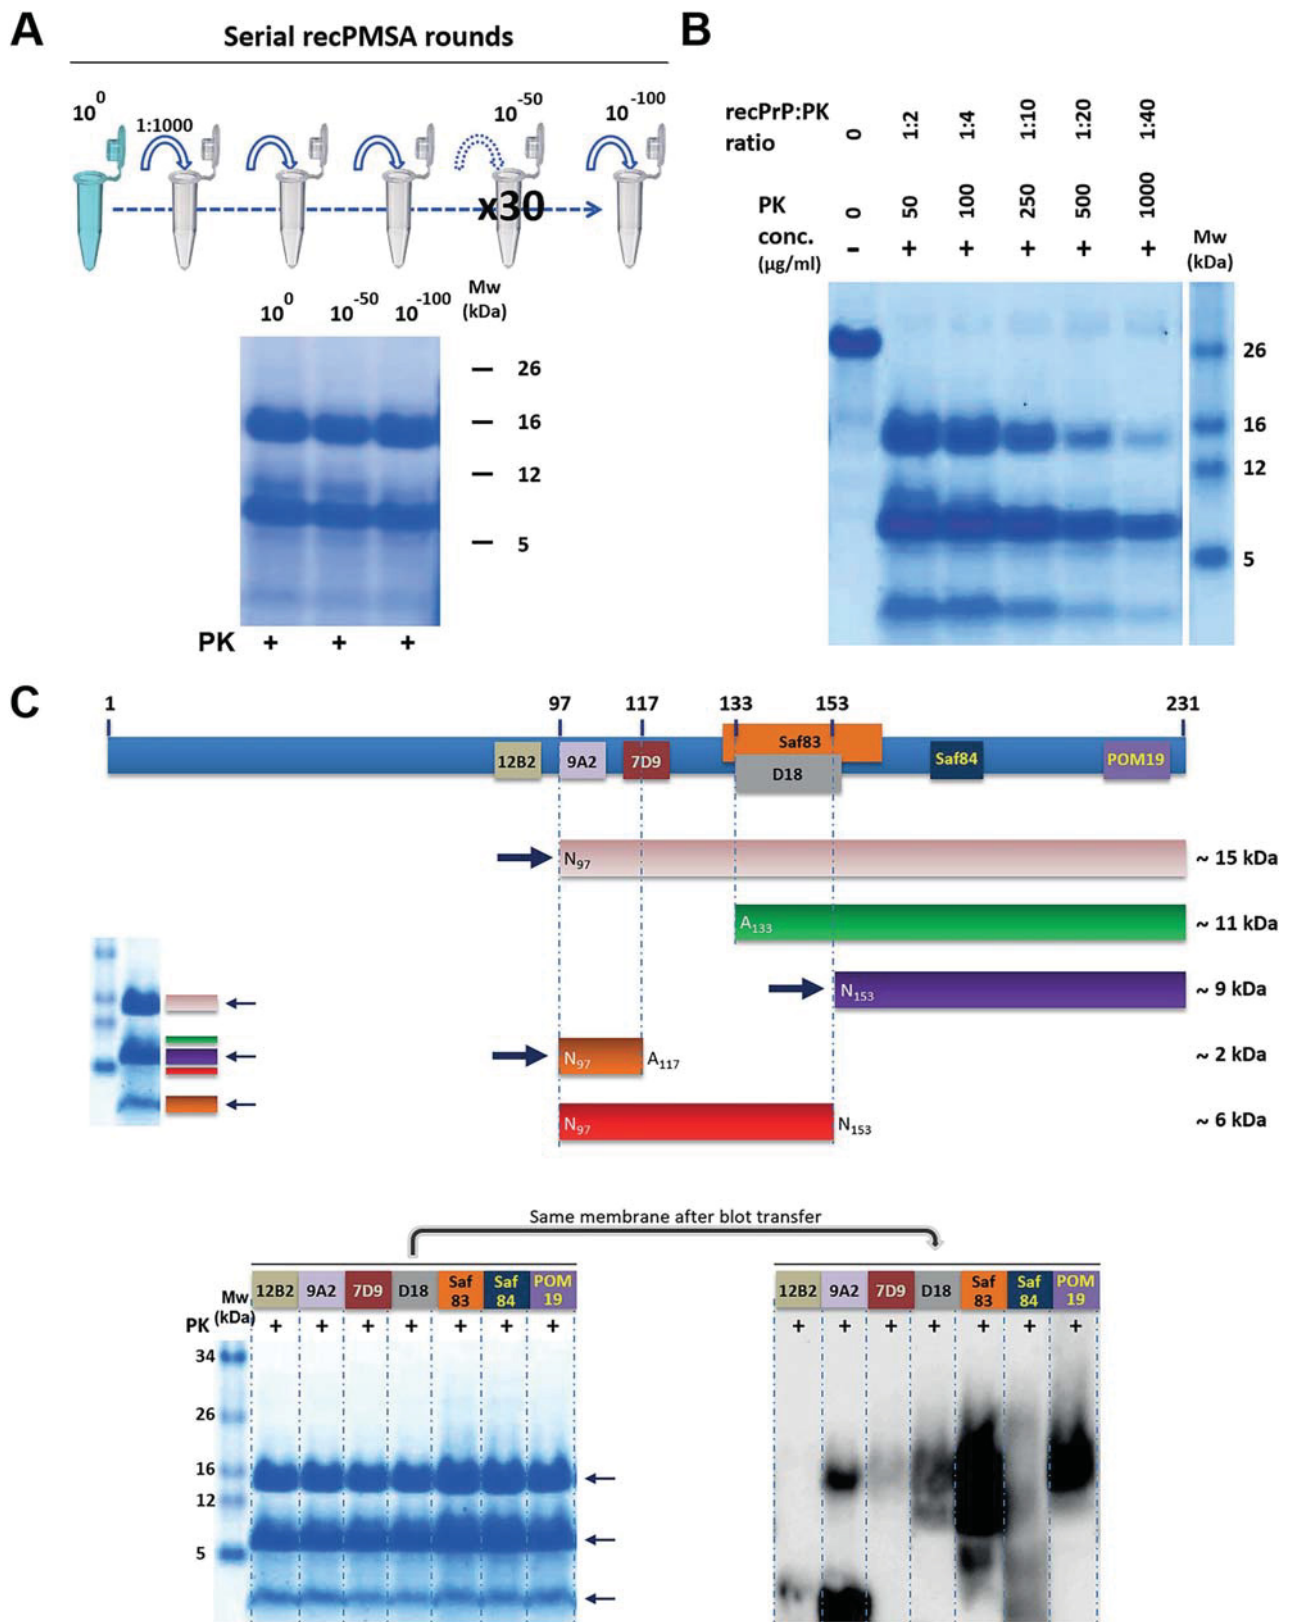 A
Serial recPMSA rounds
10^0
1:1000
10^-50
10^-100
x30
10^0
10^-50
10^-100
Mw
(kDa)
26
16
12
5
PK + + +
B
recPrP:PK
ratio
0 1:2 1:4 1:10 1:20 1:40
PK
conc.
(µg/ml)
0 50 100 250 500 1000
- + + + + +
Mw
(kDa)
26
16
12
5
C
1 97 117 133 153 231
12B2 9A2 7D9 Saf83 D18 Saf84 POM19
N97 ~ 15 kDa
A133 ~ 11 kDa
N153 ~ 9 kDa
N97 A117 ~ 2 kDa
N97 N153 ~ 6 kDa
Same membrane after blot transfer
Mw
(kDa)
12B2 9A2 7D9 D18 Saf 83 Saf 84 POM 19
PK + + + + + + +
34
26
16
12
5
12B2 9A2 7D9 D18 Saf 83 Saf 84 POM 19
+ + + + + + +